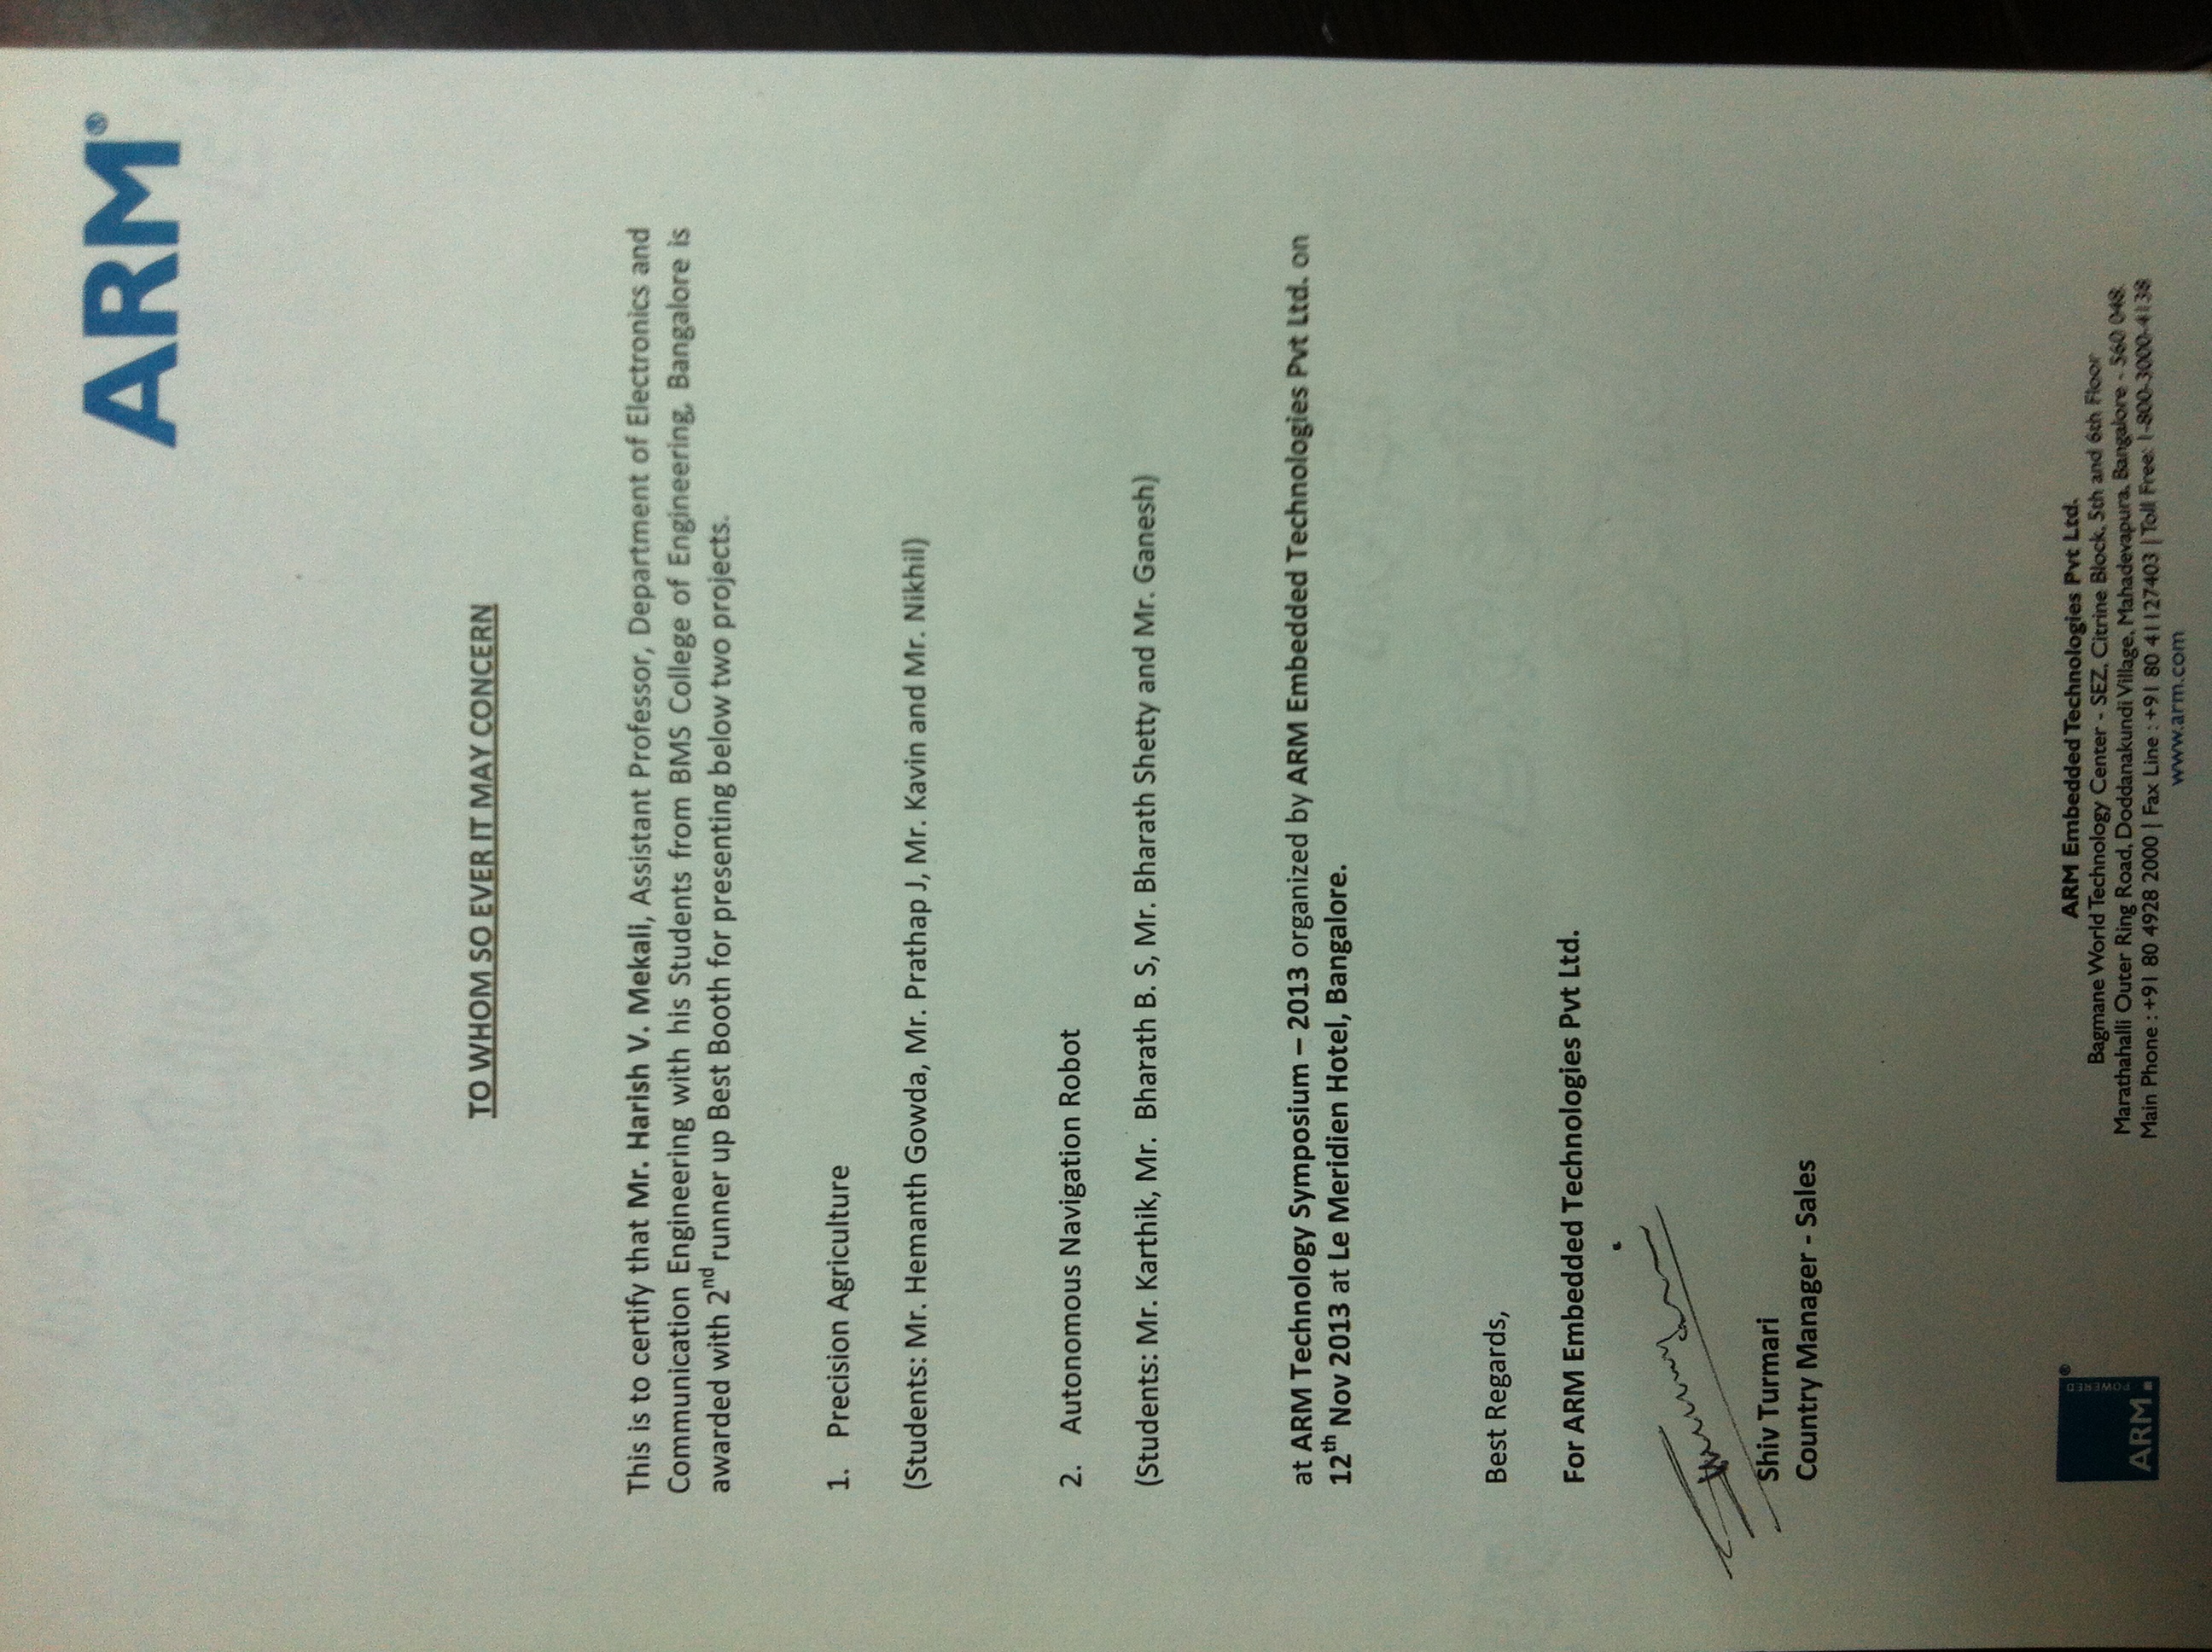 ARM®
TO WHOM SO EVER IT MAY CONCERN
This is to certify that Mr. Harish V. Mekali, Assistant Professor, Department of Electronics and
Communication Engineering with his Students from BMS College of Engineering, Bangalore is
awarded with 2nd runner up Best Booth for presenting below two projects.
1. Precision Agriculture
(Students: Mr. Hemanth Gowda, Mr. Prathap J, Mr. Kavin and Mr. Nikhil)
2. Autonomous Navigation Robot
(Students: Mr. Karthik, Mr. Bharath B. S, Mr. Bharath Shetty and Mr. Ganesh)
at ARM Technology Symposium – 2013 organized by ARM Embedded Technologies Pvt Ltd. on
12th Nov 2013 at Le Meridien Hotel, Bangalore.
Best Regards,
For ARM Embedded Technologies Pvt Ltd.
Shiv Turmari
Country Manager - Sales
ARM POWERED®
ARM Embedded Technologies Pvt Ltd.
Bagmane World Technology Center - SEZ, Citrine Block, 5th and 6th Floor
Marathahalli Outer Ring Road, Doddanakundi Village, Mahadevapura, Bangalore - 560 048.
Main Phone : +91 80 4928 2000 | Fax Line : +91 80 41127403 | Toll Free: 1-800-3000-4138
www.arm.com